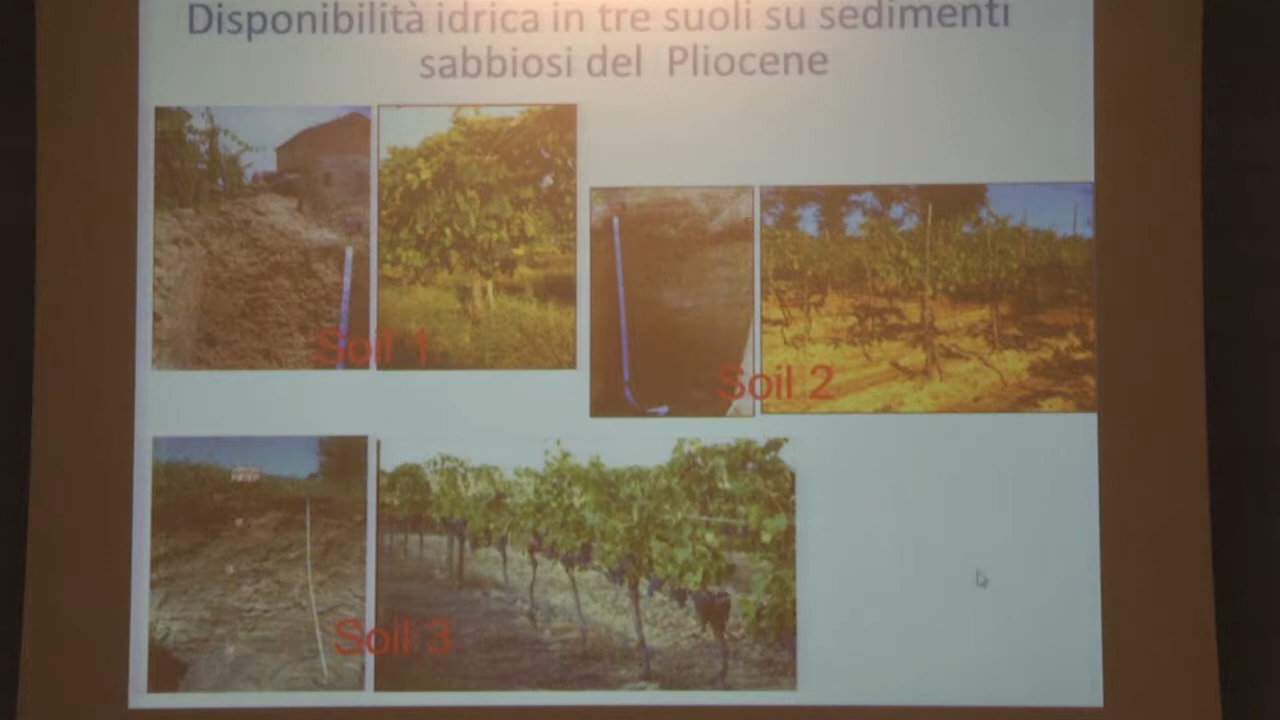 Disponibilità idrica in tre suoli su sedimenti
sabbiosi del Pliocene
Soil 1
Soil 2
Soil 3